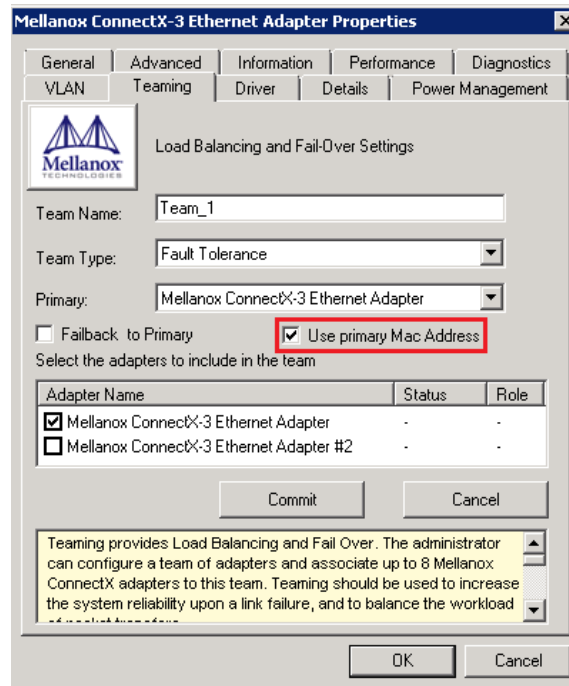 Mellanox ConnectX-3 Ethernet Adapter Properties
General Advanced Information Performance Diagnostics
VLAN Teaming Driver Details Power Management
Mellanox
TECHNOLOGIES
Load Balancing and Fail-Over Settings
Team Name: Team_1
Team Type: Fault Tolerance
Primary: Mellanox ConnectX-3 Ethernet Adapter
Failback to Primary Use primary Mac Address
Select the adapters to include in the team
Adapter Name Status Role
Mellanox ConnectX-3 Ethernet Adapter - -
Mellanox ConnectX-3 Ethernet Adapter #2 - -
Commit Cancel
Teaming provides Load Balancing and Fail Over. The administrator
can configure a team of adapters and associate up to 8 Mellanox
ConnectX adapters to this team. Teaming should be used to increase
the system reliability upon a link failure, and to balance the workload
OK Cancel